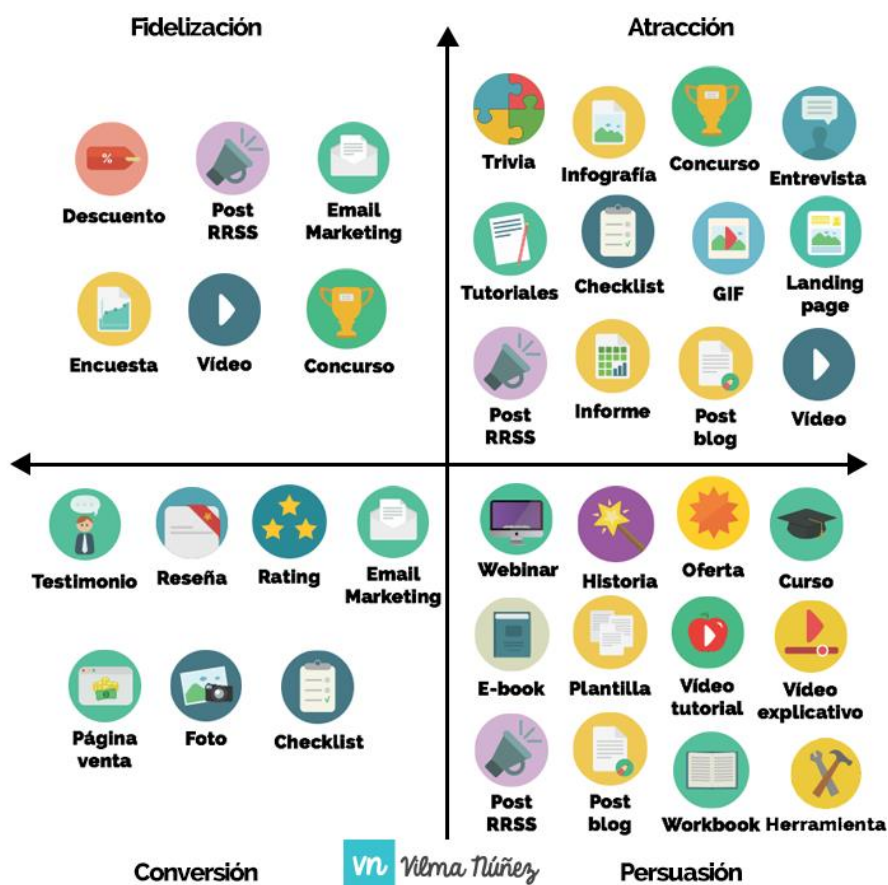 Fidelización
Atracción
%
Descuento
Post
RRSS
Email
Marketing
Encuesta
Vídeo
Concurso
Trivia
Infografía
Concurso
Entrevista
Tutoriales
Checklist
GIF
Landing
page
Post
RRSS
Informe
Post
blog
Vídeo
Testimonio
Reseña
Rating
Email
Marketing
Página
venta
Foto
Checklist
Webinar
Historia
Oferta
Curso
E-book
Plantilla
Vídeo
tutorial
Vídeo
explicativo
Post
RRSS
Post
blog
Workbook
Herramienta
Conversión
vn Vilma Núñez
Persuasión